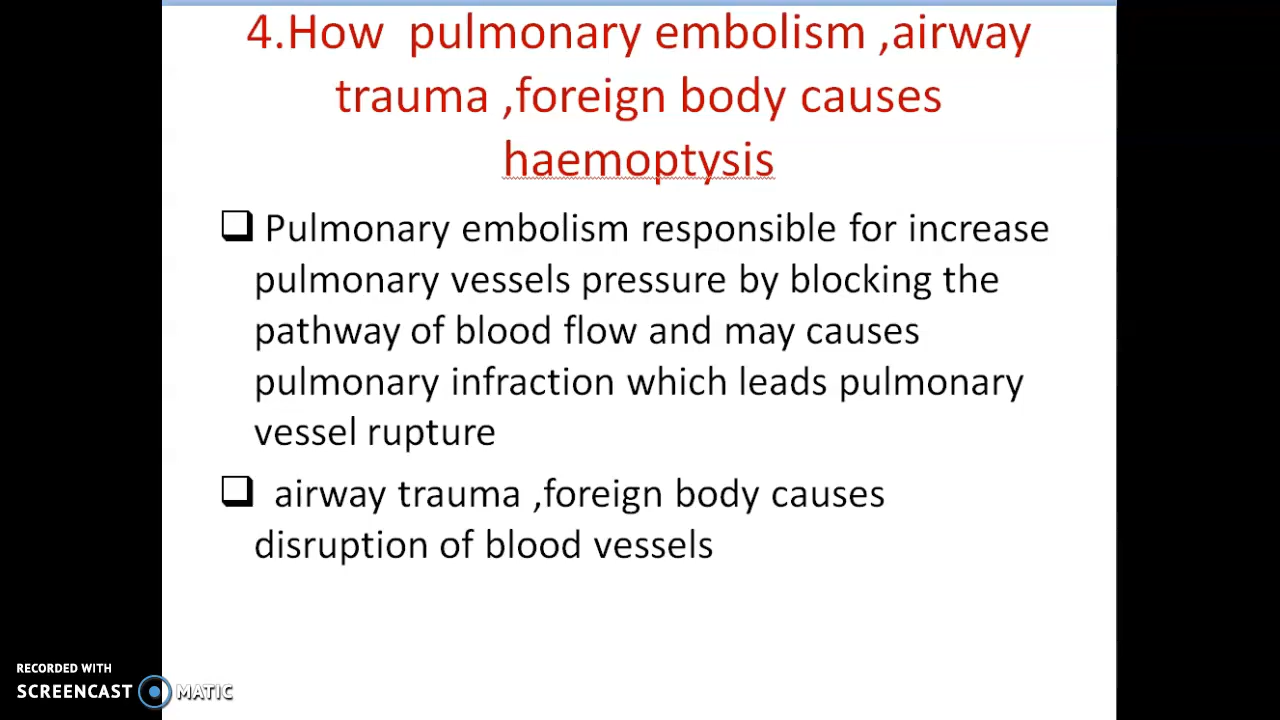 4.How pulmonary embolism ,airway
trauma ,foreign body causes
haemoptysis
Pulmonary embolism responsible for increase
pulmonary vessels pressure by blocking the
pathway of blood flow and may causes
pulmonary infraction which leads pulmonary
vessel rupture
airway trauma ,foreign body causes
disruption of blood vessels
RECORDED WITH
SCREENCAST MATIC